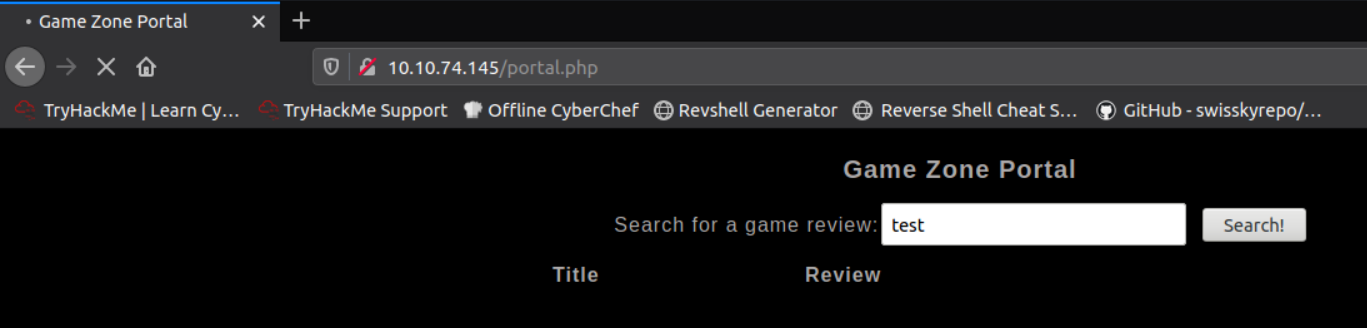 Game Zone Portal
10.10.74.145/portal.php
TryHackMe | Learn Cy... TryHackMe Support Offline CyberChef Revshell Generator Reverse Shell Cheat S... GitHub - swisskyrepo/...
Game Zone Portal
Search for a game review: test Search!
Title Review